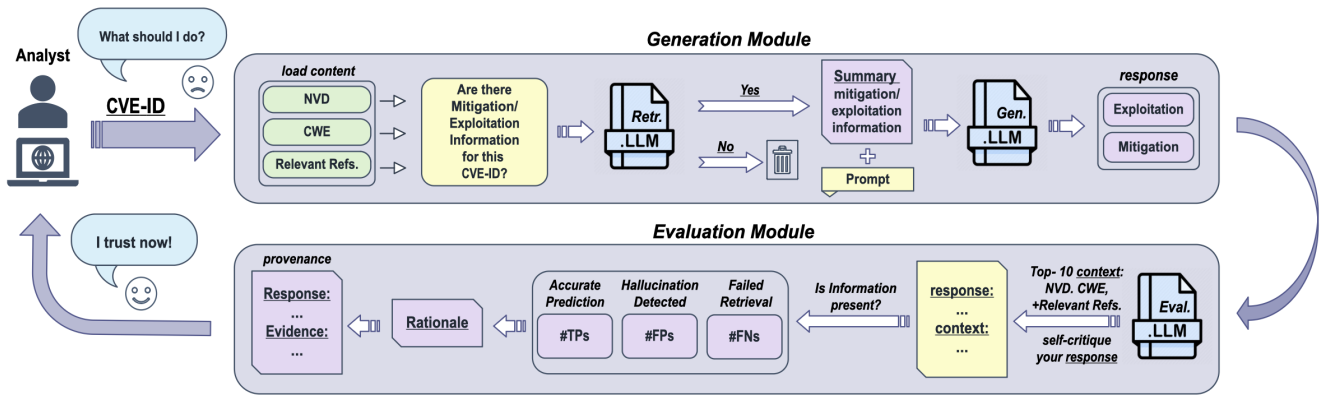 What should I do?
Analyst
CVE-ID
Generation Module
load content
NVD
CWE
Relevant Refs.
Are there
Mitigation/
Exploitation
Information
for this
CVE-ID?
Retr.
.LLM
Yes
No
Summary
mitigation/
exploitation
information
Prompt
Gen.
.LLM
response
Exploitation
Mitigation
I trust now!
Evaluation Module
provenance
Response:
...
Evidence:
...
Rationale
Accurate
Prediction
#TPs
Hallucination
Detected
#FPs
Failed
Retrieval
#FNs
Is Information
present?
response:
...
context:
...
Top- 10 context:
NVD. CWE,
+Relevant Refs.
self-critique
your response
Eval.
.LLM